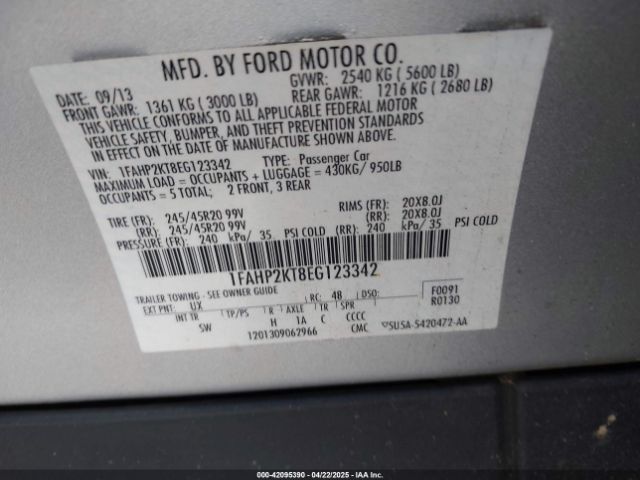 MFD. BY FORD MOTOR CO.
DATE: 09/13 GVWR: 2540 KG ( 5600 LB)
FRONT GAWR: 1361 KG ( 3000 LB) REAR GAWR: 1216 KG ( 2680 LB)
THIS VEHICLE CONFORMS TO ALL APPLICABLE FEDERAL MOTOR
VEHICLE SAFETY, BUMPER, AND THEFT PREVENTION STANDARDS
IN EFFECT ON THE DATE OF MANUFACTURE SHOWN ABOVE.
VIN: 1FAHP2KT8EG123342 TYPE: Passenger Car
MAXIMUM LOAD = OCCUPANTS + LUGGAGE = 430KG/ 950LB
OCCUPANTS = 5 TOTAL; 2 FRONT, 3 REAR
TIRE (FR): 245/45R20 99V RIMS (FR): 20X8.0J
(RR): 245/45R20 99V (RR): 20X8.0J
PRESSURE (FR): 240 kPa/ 35 PSI COLD (RR): 240 kPa/ 35 PSI COLD
1FAHP2KT8EG123342
TRAILER TOWING - SEE OWNER GUIDE
EXT PNT: UX RC: 48 DSO: F0091
R0130
INT TR TP/PS R AXLE TR SPR
SW H 1A C CCCC
1201309062966 CMC
▽SU5A-5420472-AA
000-42095390 (IAA) 04/22/2025 (IAA)